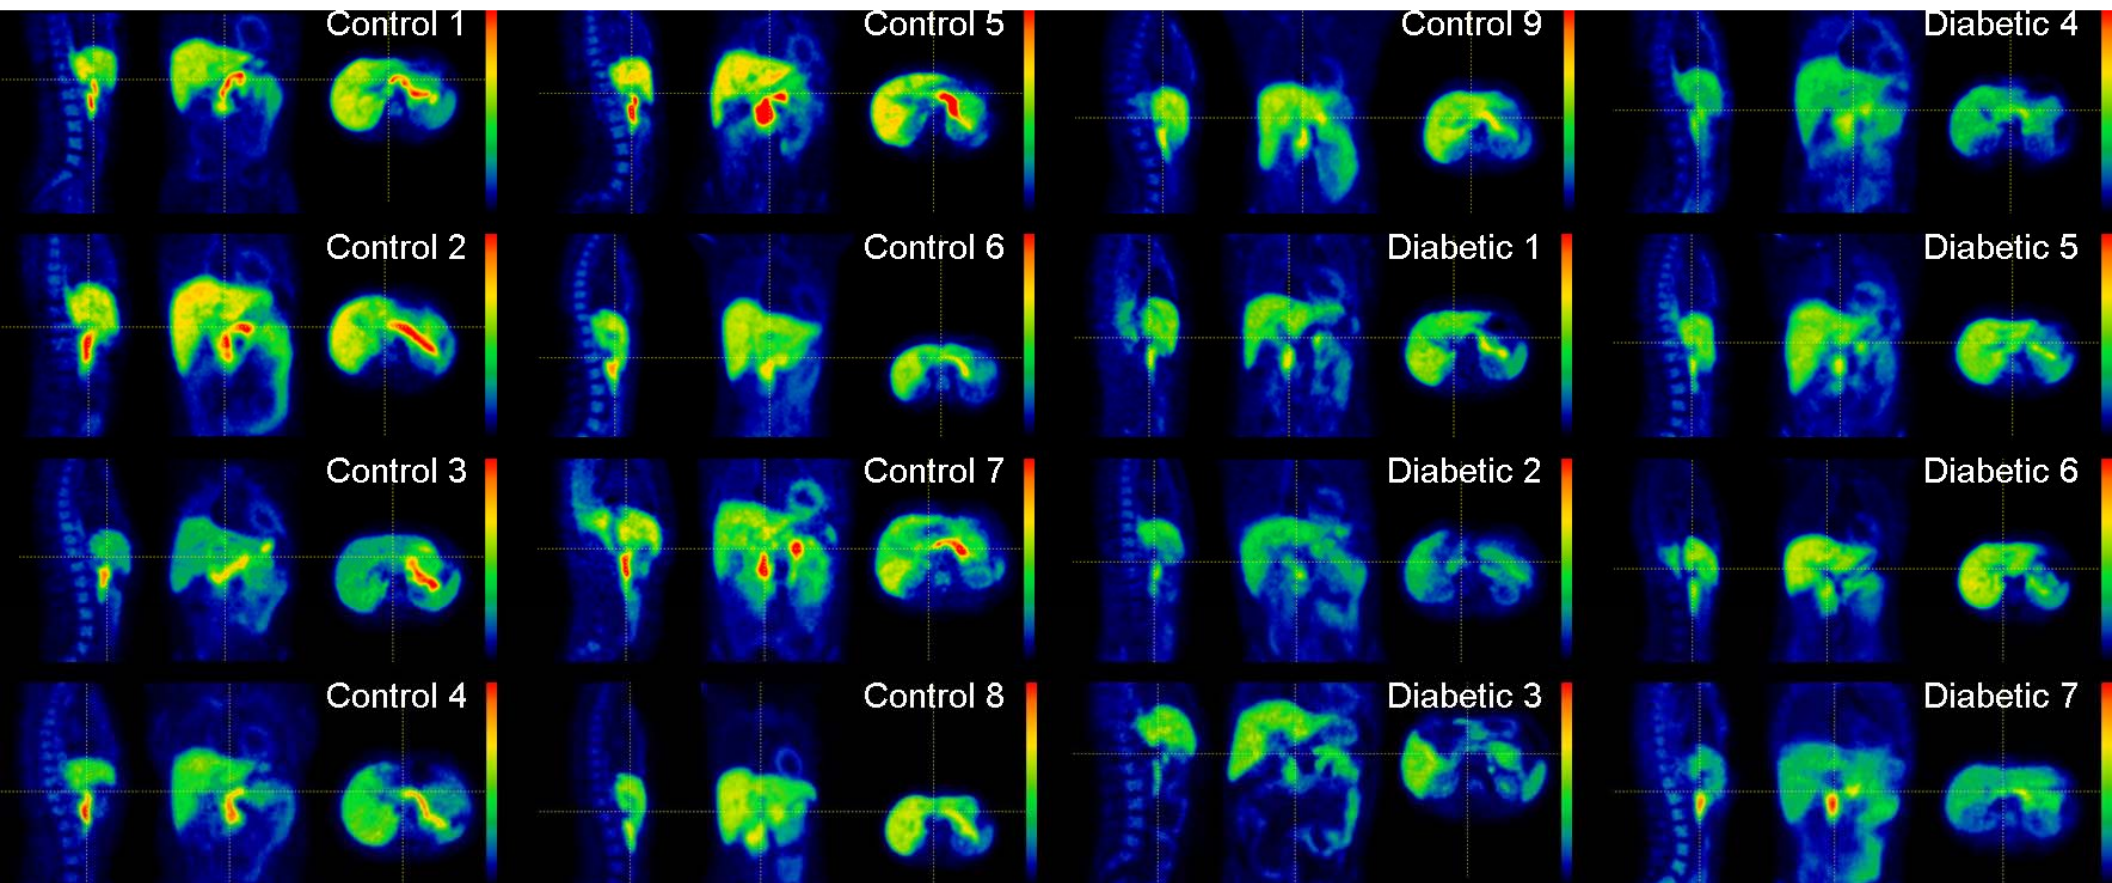 Control 1
Control 5
Control 9
Diabetic 4
Control 2
Control 6
Diabetic 1
Diabetic 5
Control 3
Control 7
Diabetic 2
Diabetic 6
Control 4
Control 8
Diabetic 3
Diabetic 7